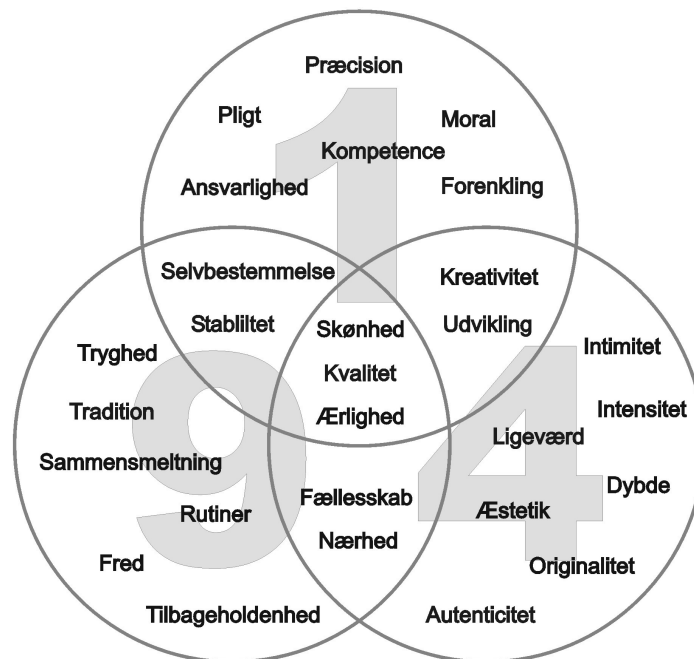 Præcision
Pligt
Moral
1
Kompetence
Ansvarlighed
Forenkling
Selvbestemmelse
Kreativitet
Stabliltet
Skønhed
Udvikling
Tryghed
Intimitet
Kvalitet
Tradition
Ærlighed
Intensitet
Ligeværd
9
4
Sammensmeltning
Fællesskab
Dybde
Rutiner
Æstetik
Nærhed
Fred
Originalitet
Tilbageholdenhed
Autenticitet